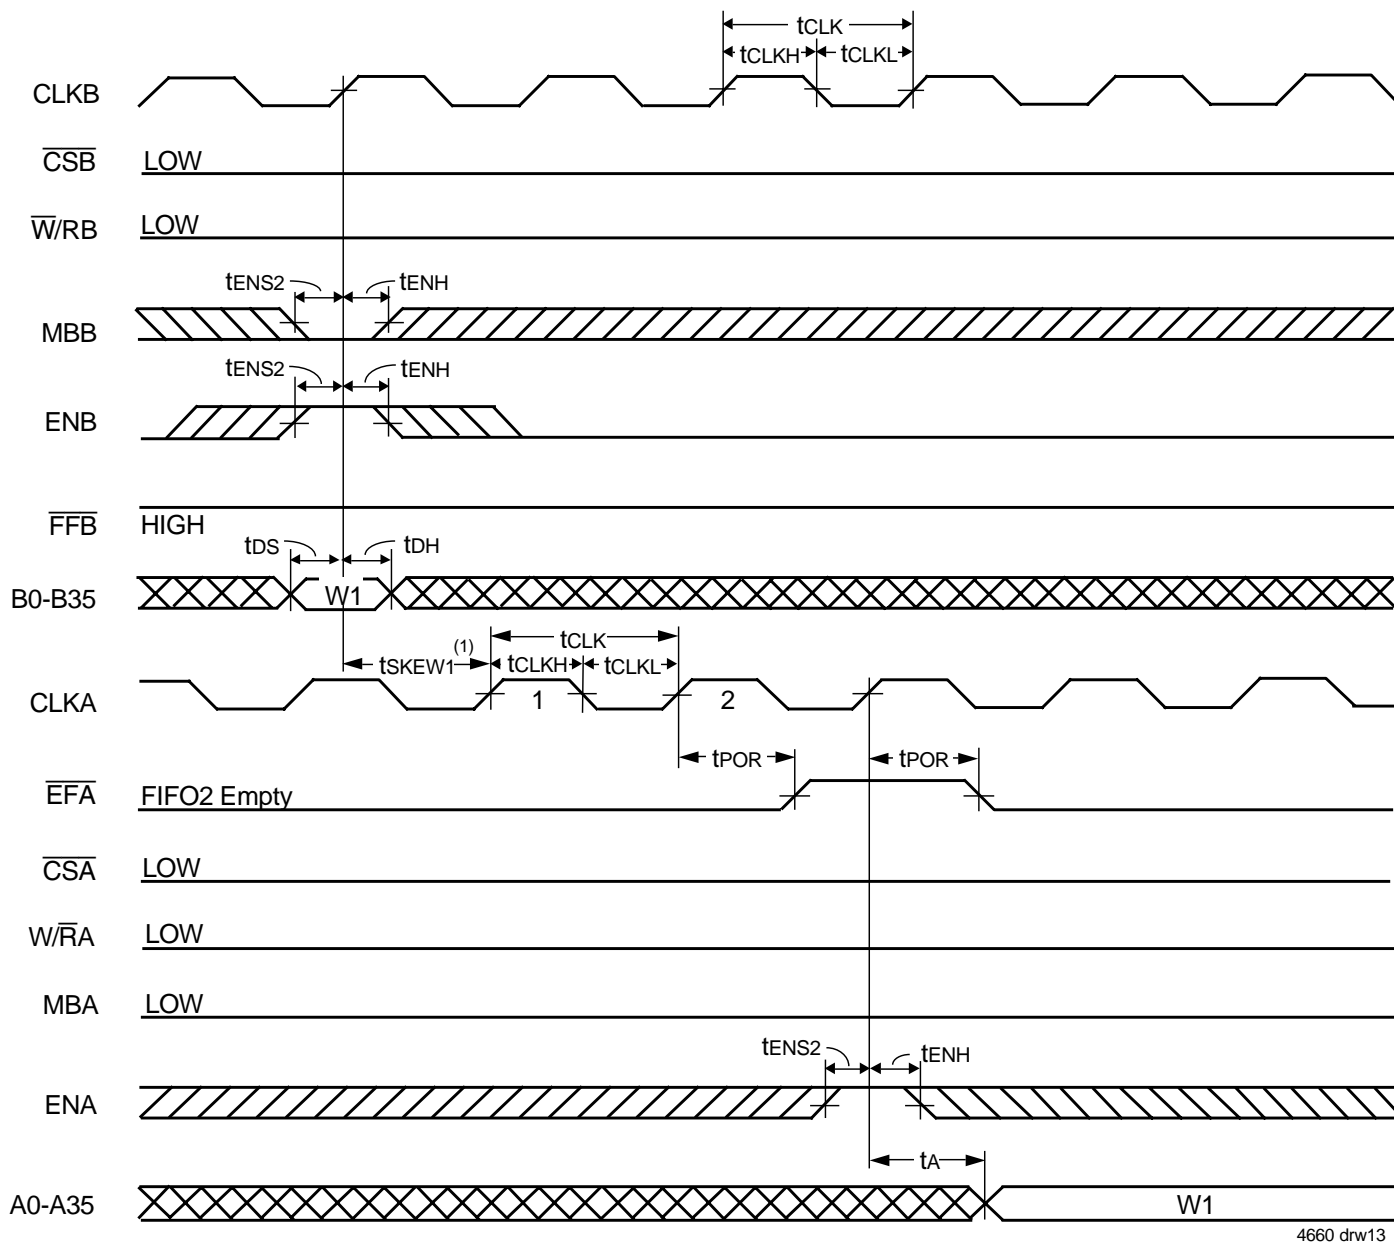 tCLK
tCLKH
tCLKL
CLKB
CSB
LOW
W/RB
LOW
tENS2
tENH
MBB
tENS2
tENH
ENB
FFB
HIGH
tDS
tDH
B0-B35
W1
tSKEW1(1)
tCLK
tCLKH
tCLKL
CLKA
1
2
tPOR
tPOR
EFA
FIFO2 Empty
CSA
LOW
W/RA
LOW
MBA
LOW
tENS2
tENH
ENA
tA
A0-A35
W1
4660 drw13